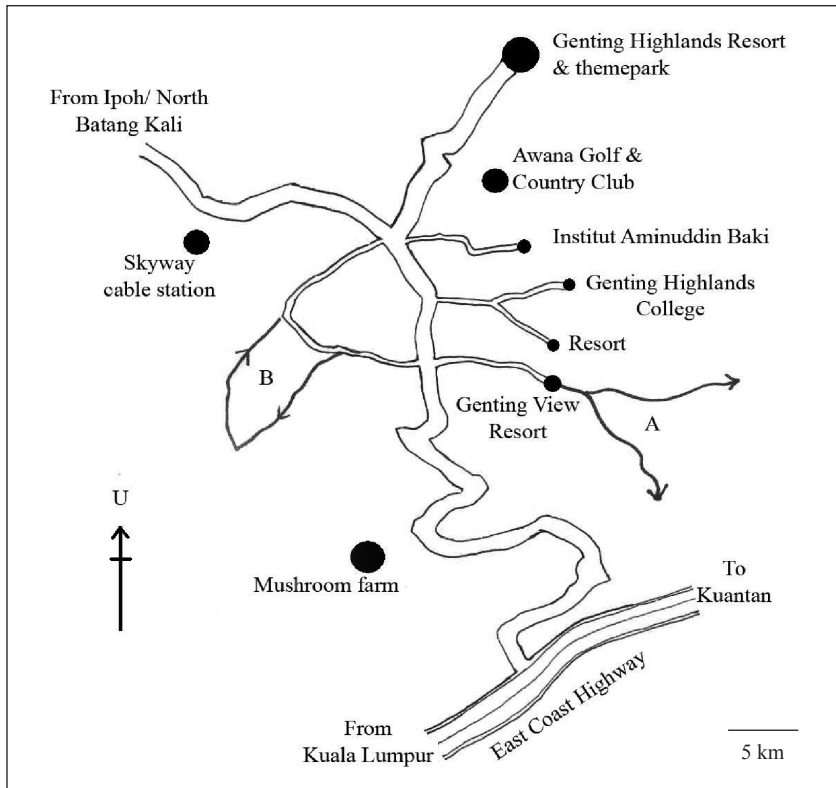 Genting Highlands Resort
& themepark
From Ipoh/ North
Batang Kali
Awana Golf &
Country Club
Institut Aminuddin Baki
Skyway
cable station
Genting Highlands
College
Resort
B
Genting View
Resort
A
U
Mushroom farm
To
Kuantan
East Coast Highway
From
Kuala Lumpur
5 km